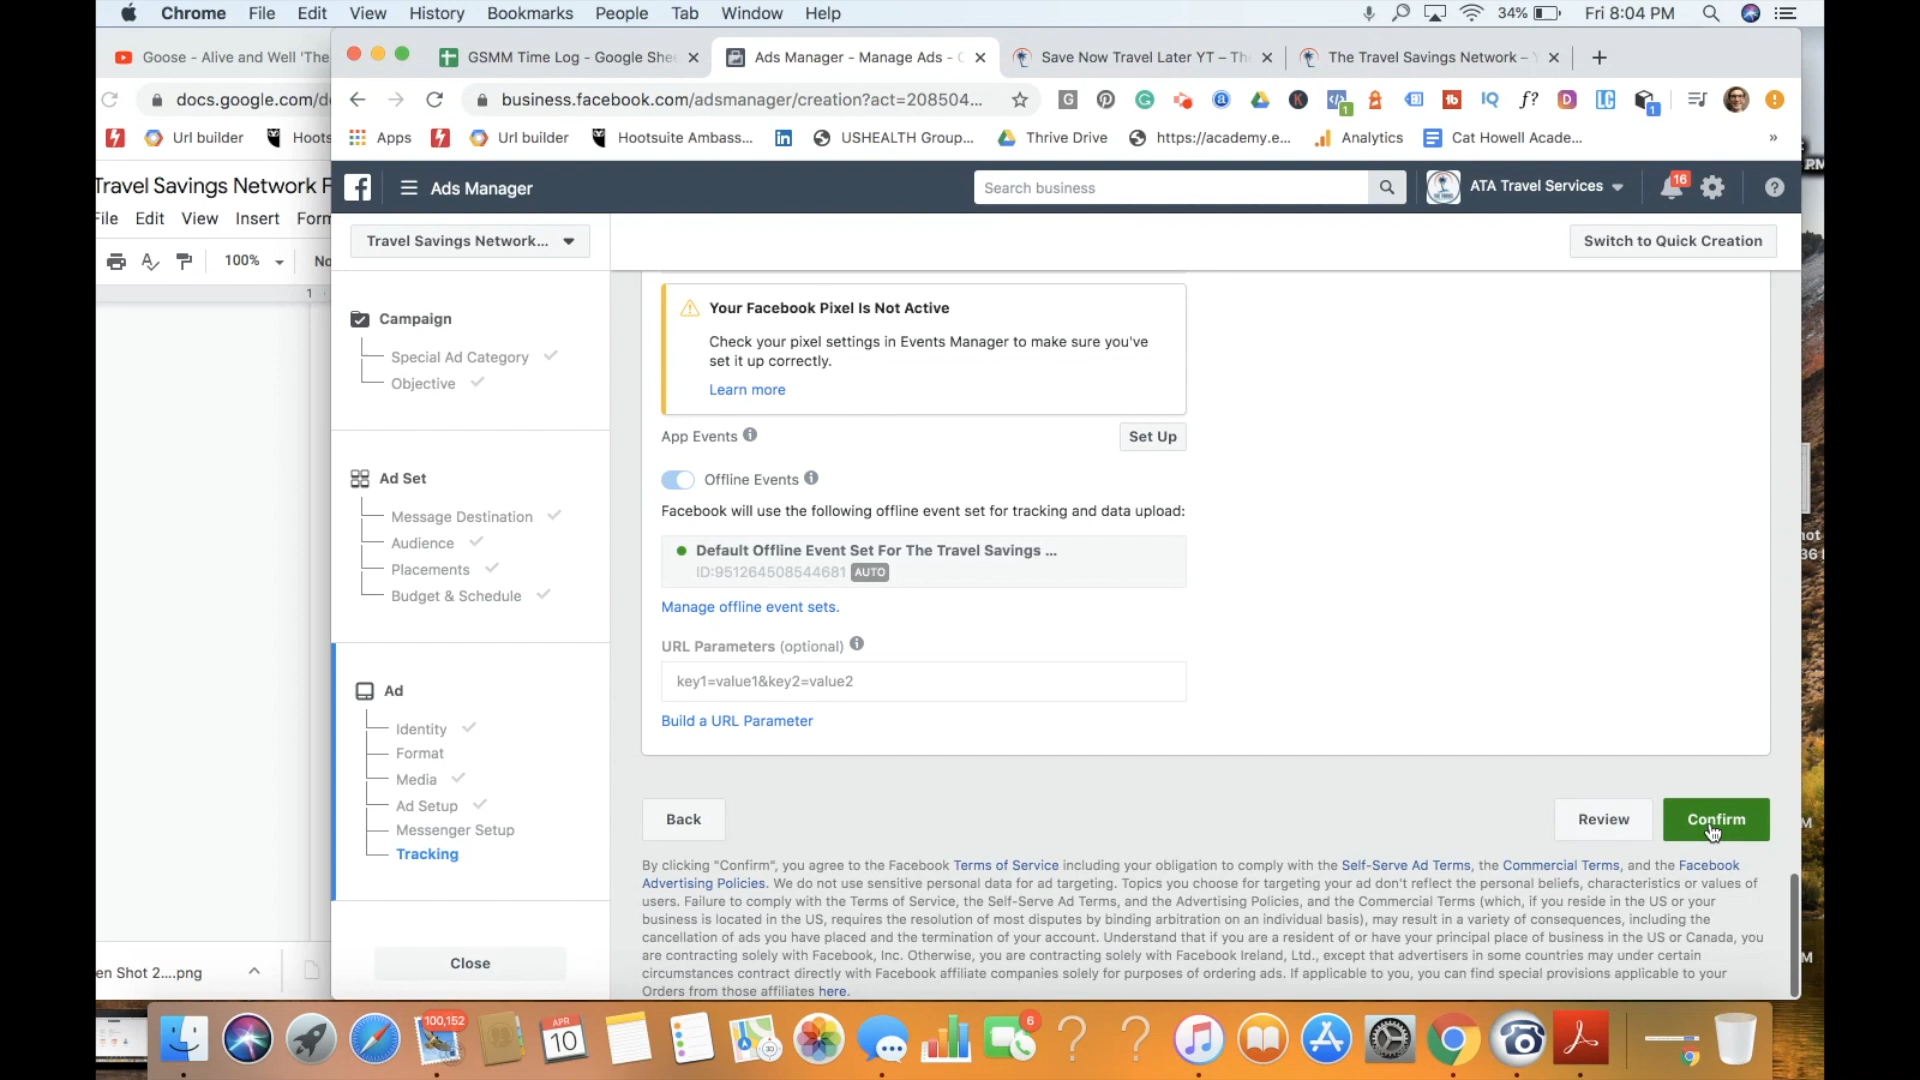 Chrome File Edit View History Bookmarks People Tab Window Help 34% Fri 8:04 PM
Goose - Alive and Well 'The
GSMM Time Log - Google Shee
Ads Manager - Manage Ads - C
Save Now Travel Later YT – Th
The Travel Savings Network –
docs.google.com/d
business.facebook.com/adsmanager/creation?act=208504...
Url builder Hoots
Apps Url builder Hootsuite Ambass... USHEALTH Group... Thrive Drive https://academy.e... Analytics Cat Howell Acade... »
Travel Savings Network F
File Edit View Insert Form
100% No
1
Ads Manager
Search business
ATA Travel Services
16
Travel Savings Network...
Switch to Quick Creation
Campaign
Special Ad Category
Objective
Ad Set
Message Destination
Audience
Placements
Budget & Schedule
Ad
Identity
Format
Media
Ad Setup
Messenger Setup
Tracking
Close
Your Facebook Pixel Is Not Active
Check your pixel settings in Events Manager to make sure you've
set it up correctly.
Learn more
App Events
Set Up
Offline Events
Facebook will use the following offline event set for tracking and data upload:
Default Offline Event Set For The Travel Savings ...
ID:951264508544681 AUTO
Manage offline event sets.
URL Parameters (optional)
key1=value1&key2=value2
Build a URL Parameter
Back
Review
Confirm
By clicking "Confirm", you agree to the Facebook Terms of Service including your obligation to comply with the Self-Serve Ad Terms, the Commercial Terms, and the Facebook
Advertising Policies. We do not use sensitive personal data for ad targeting. Topics you choose for targeting your ad don't reflect the personal beliefs, characteristics or values of
users. Failure to comply with the Terms of Service, the Self-Serve Ad Terms, and the Advertising Policies, and the Commercial Terms (which, if you reside in the US or your
business is located in the US, requires the resolution of most disputes by binding arbitration on an individual basis), may result in a variety of consequences, including the
cancellation of ads you have placed and the termination of your account. Understand that if you are a resident of or have your principal place of business in the US or Canada, you
are contracting solely with Facebook, Inc. Otherwise, you are contracting solely with Facebook Ireland, Ltd., except that advertisers in some countries may under certain
circumstances contract directly with Facebook affiliate companies solely for purposes of ordering ads. If applicable to you, you can find special provisions applicable to your
Orders from those affiliates here.
en Shot 2....png
100,152
APR
10
6